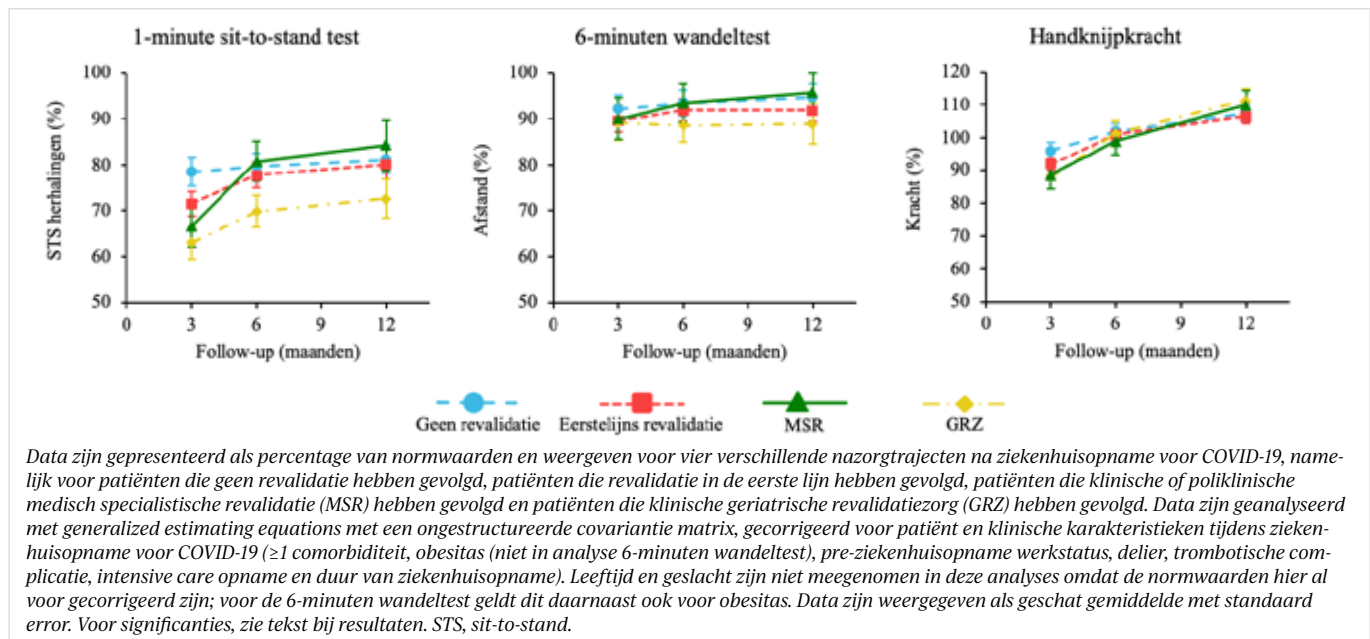 1-minute sit-to-stand test
100
90
80
70
60
50
STS herhalingen (%)
0 3 6 9 12
Follow-up (maanden)
6-minuten wandeltest
100
90
80
70
60
50
Afstand (%)
0 3 6 9 12
Follow-up (maanden)
Handknijpkracht
120
110
100
90
80
70
60
50
Kracht (%)
0 3 6 9 12
Follow-up (maanden)
Geen revalidatie Eerstelijns revalidatie MSR GRZ
Data zijn gepresenteerd als percentage van normwaarden en weergeven voor vier verschillende nazorgtrajecten na ziekenhuisopname voor COVID-19, name-
lijk voor patiënten die geen revalidatie hebben gevolgd, patiënten die revalidatie in de eerste lijn hebben gevolgd, patiënten die klinische of poliklinische
medisch specialistische revalidatie (MSR) hebben gevolgd en patiënten die klinische geriatrische revalidatiezorg (GRZ) hebben gevolgd. Data zijn geanalyseerd
met generalized estimating equations met een ongestructureerde covariantie matrix, gecorrigeerd voor patiënt en klinische karakteristieken tijdens zieken-
huisopname voor COVID-19 (≥1 comorbiditeit, obesitas (niet in analyse 6-minuten wandeltest), pre-ziekenhuisopname werkstatus, delier, trombotische com-
plicatie, intensive care opname en duur van ziekenhuisopname). Leeftijd en geslacht zijn niet meegenomen in deze analyses omdat de normwaarden hier al
voor gecorrigeerd zijn; voor de 6-minuten wandeltest geldt dit daarnaast ook voor obesitas. Data zijn weergegeven als geschat gemiddelde met standaard
error. Voor significanties, zie tekst bij resultaten. STS, sit-to-stand.